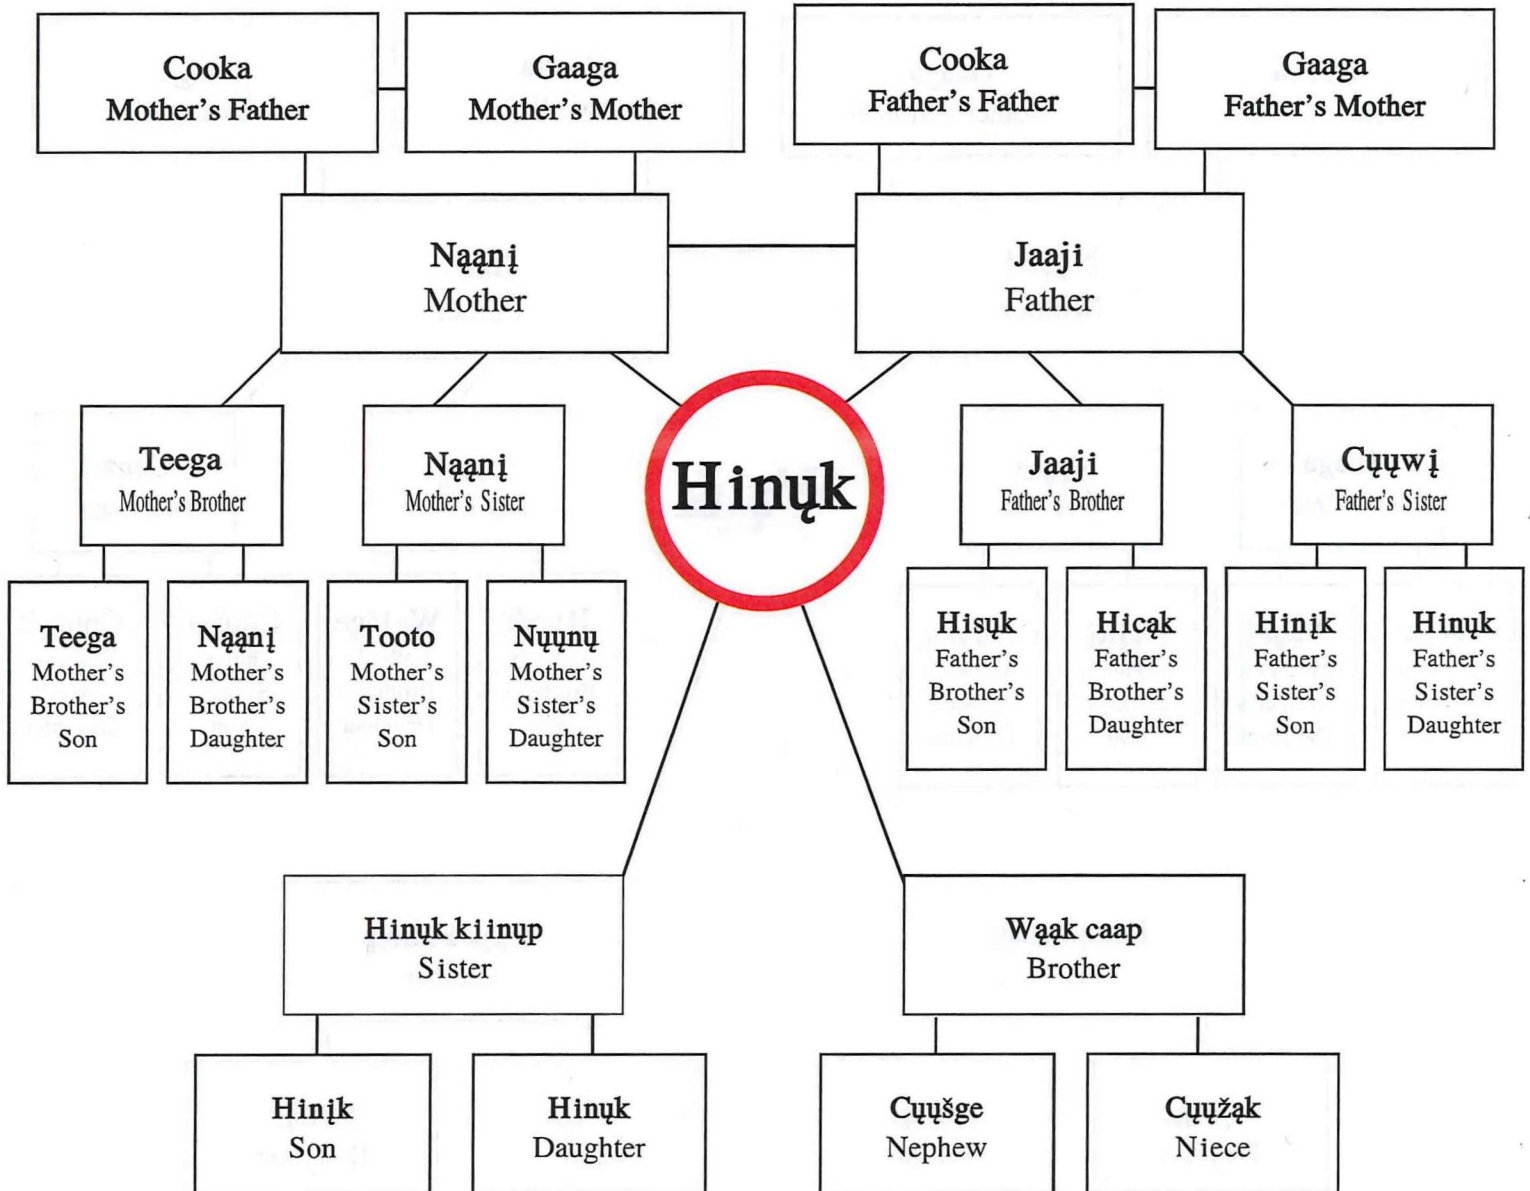 Cooka
Mother's Father
Gaaga
Mother's Mother
Cooka
Father's Father
Gaaga
Father's Mother
Nąąnį
Mother
Jaaji
Father
Teega
Mother's Brother
Nąąnį
Mother's Sister
Hinųk
Jaaji
Father's Brother
Cųųwį
Father's Sister
Teega
Mother's
Brother's
Son
Nąąnį
Mother's
Brother's
Daughter
Tooto
Mother's
Sister's
Son
Nųųnų
Mother's
Sister's
Daughter
Hisųk
Father's
Brother's
Son
Hicąk
Father's
Brother's
Daughter
Hinįk
Father's
Sister's
Son
Hinųk
Father's
Sister's
Daughter
Hinųk kiinųp
Sister
Wąąk caap
Brother
Hinįk
Son
Hinųk
Daughter
Cųųšge
Nephew
Cųųžąk
Niece